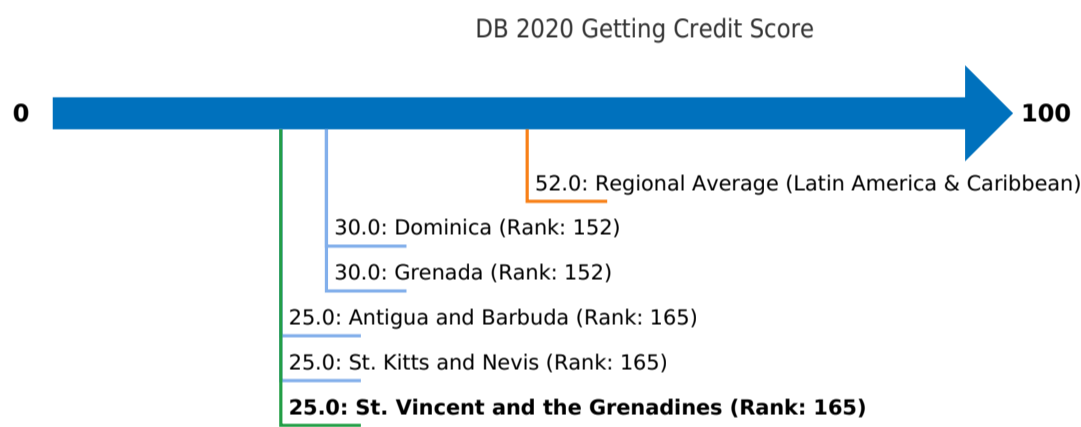 DB 2020 Getting Credit Score
0
100
52.0: Regional Average (Latin America & Caribbean)
30.0: Dominica (Rank: 152)
30.0: Grenada (Rank: 152)
25.0: Antigua and Barbuda (Rank: 165)
25.0: St. Kitts and Nevis (Rank: 165)
25.0: St. Vincent and the Grenadines (Rank: 165)